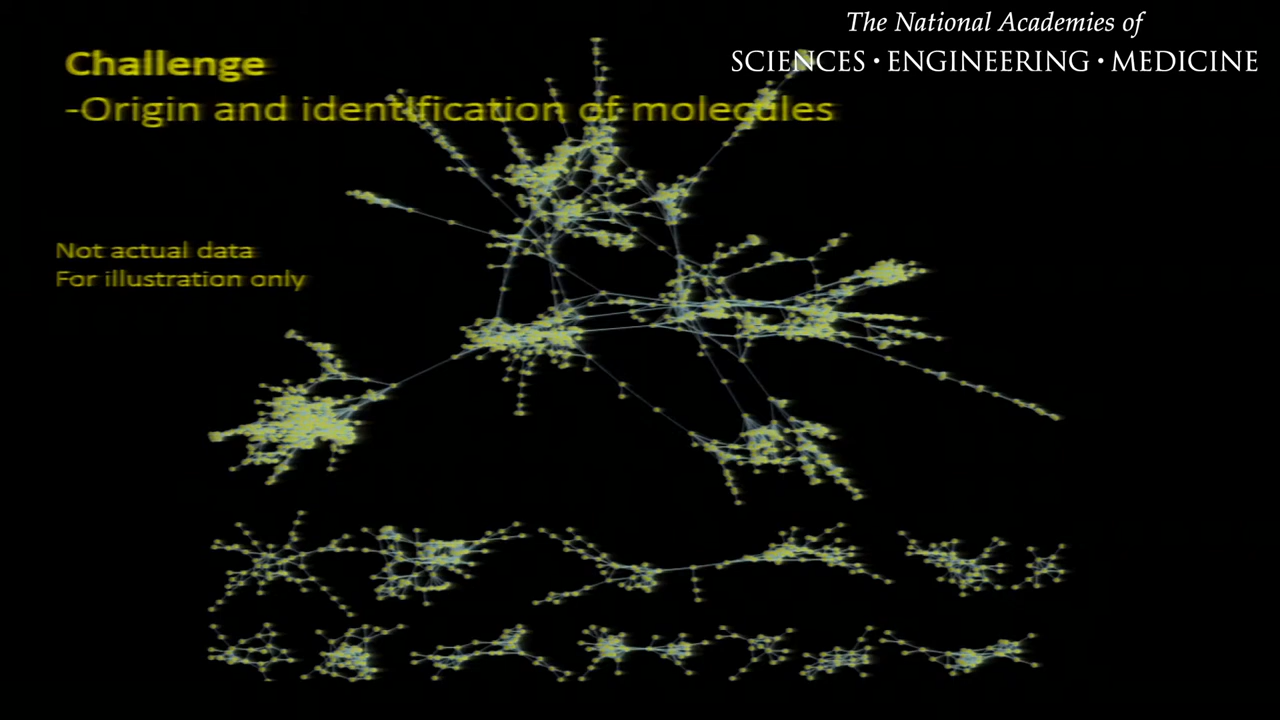 The National Academies of
SCIENCES · ENGINEERING · MEDICINE
Challenge
-Origin and identification of molecules
Not actual data
For illustration only